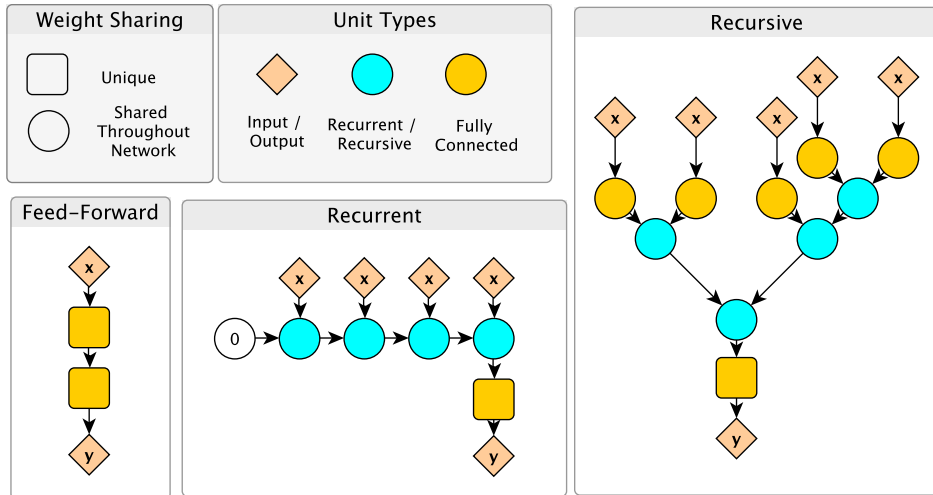 Weight Sharing
Unique
Shared
Throughout
Network
Unit Types
Input /
Output
Recurrent /
Recursive
Fully
Connected
Feed-Forward
x
y
Recurrent
x x x x
0
y
Recursive
x x
x x x
y